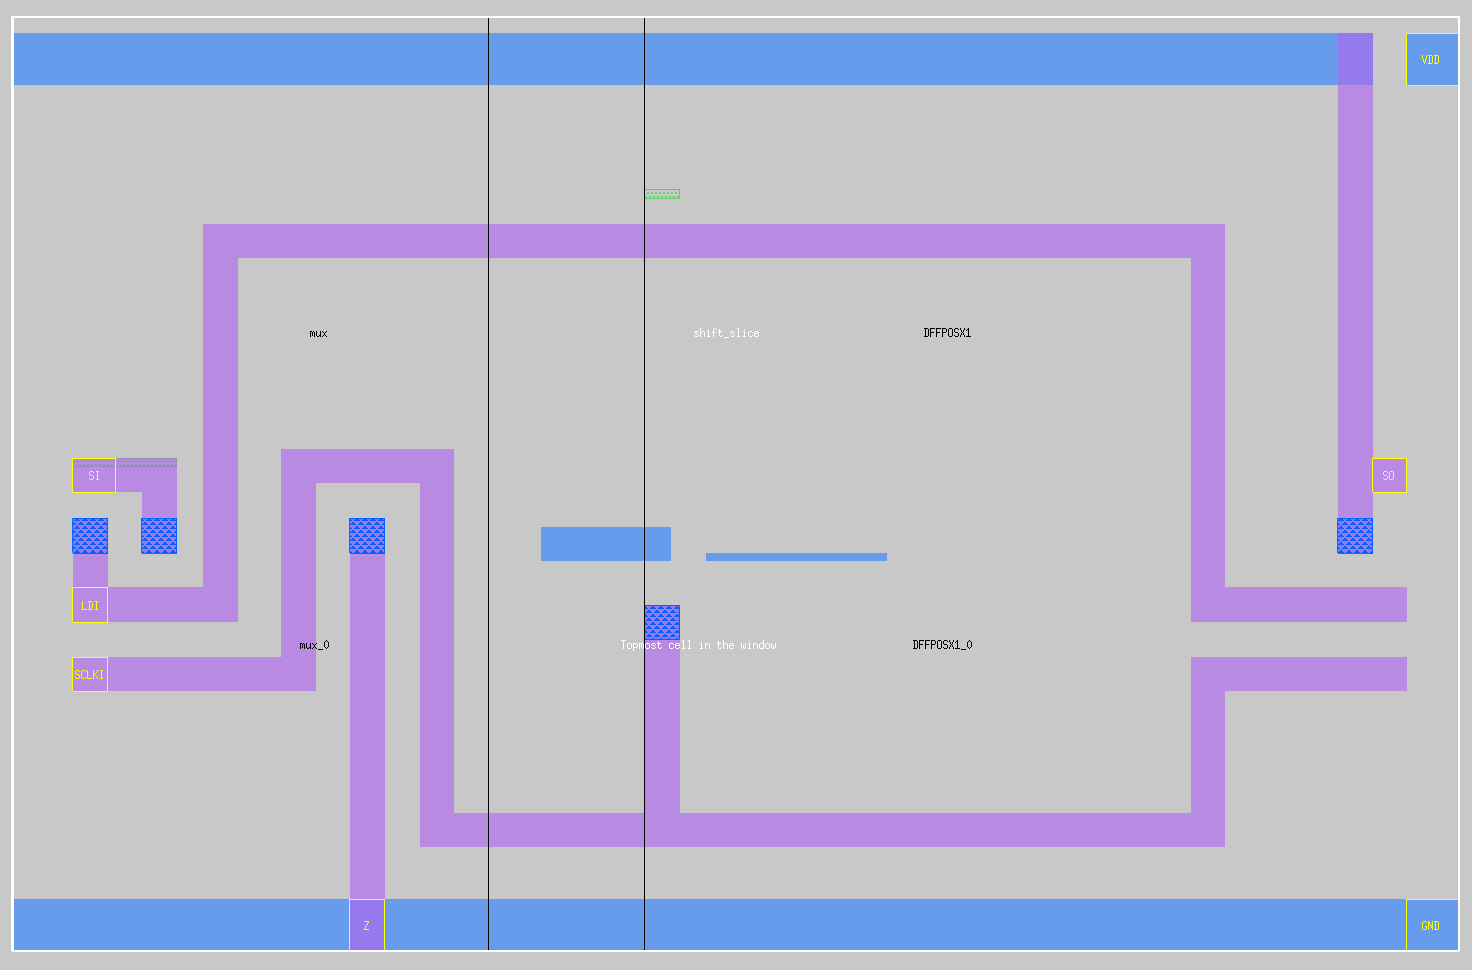 VDD
mux
shift_slice
DFFPOSX1
SI
SO
LDI
mux_0
Topmost cell in the window
DFFPOSX1_0
SCLKI
Z
GND